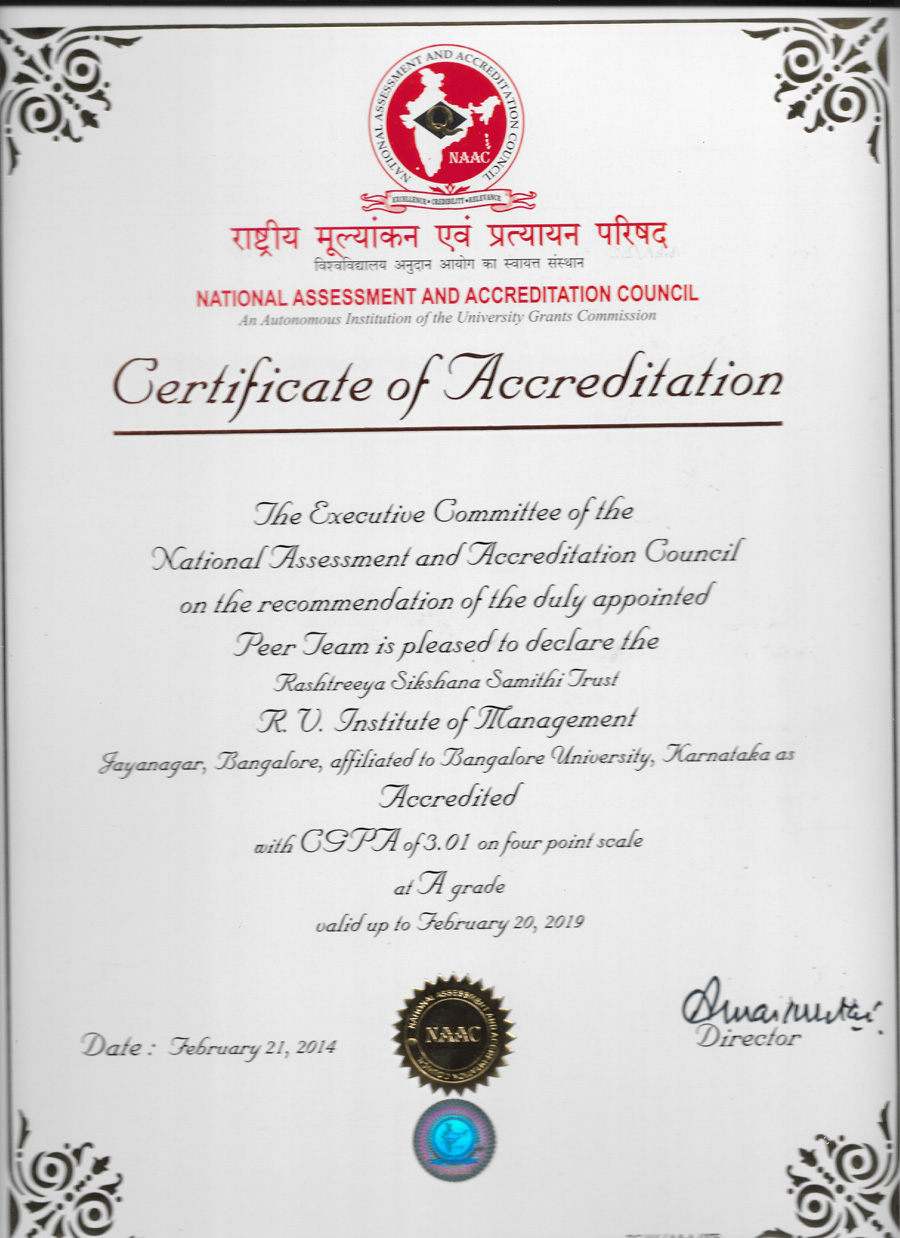 NATIONAL ASSESSMENT AND ACCREDITATION COUNCIL
NAAC
EXCELLENCE • CREDIBILITY • RELEVANCE
राष्ट्रीय मूल्यांकन एवं प्रत्यायन परिषद
विश्वविद्यालय अनुदान आयोग का स्वायत्त संस्थान
NATIONAL ASSESSMENT AND ACCREDITATION COUNCIL
An Autonomous Institution of the University Grants Commission
Certificate of Accreditation
The Executive Committee of the
National Assessment and Accreditation Council
on the recommendation of the duly appointed
Peer Team is pleased to declare the
Rashtreeya Sikshana Samithi Trust
R. V. Institute of Management
Jayanagar, Bangalore, affiliated to Bangalore University, Karnataka as
Accredited
with CGPA of 3.01 on four point scale
at A grade
valid up to February 20, 2019
NATIONAL ASSESSMENT AND ACCREDITATION COUNCIL
NAAC
Date : February 21, 2014
Director